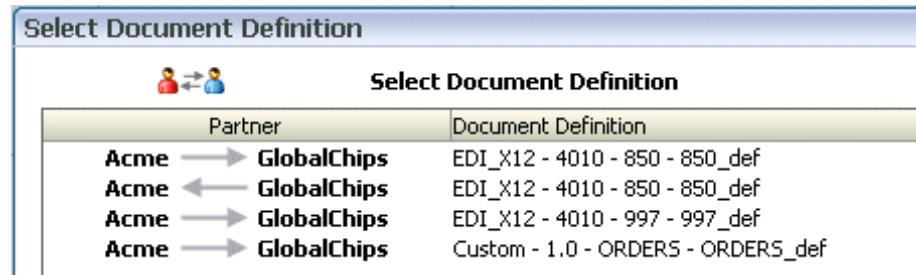 Select Document Definition
Select Document Definition
Partner Document Definition
Acme GlobalChips EDI_X12 - 4010 - 850 - 850_def
Acme GlobalChips EDI_X12 - 4010 - 850 - 850_def
Acme GlobalChips EDI_X12 - 4010 - 997 - 997_def
Acme GlobalChips Custom - 1.0 - ORDERS - ORDERS_def